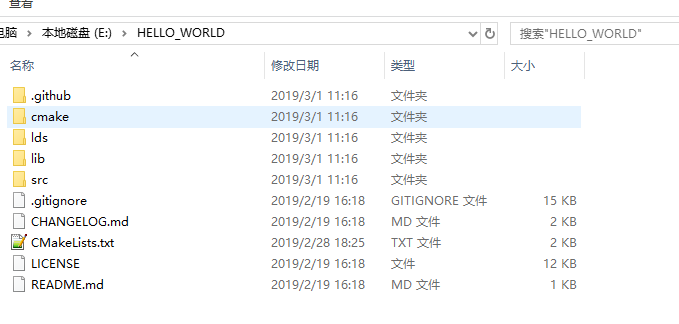 查看
电脑 本地磁盘 (E:) HELLO_WORLD 搜索"HELLO_WORLD"
名称 修改日期 类型 大小
.github 2019/3/1 11:16 文件夹
cmake 2019/3/1 11:16 文件夹
lds 2019/3/1 11:16 文件夹
lib 2019/3/1 11:16 文件夹
src 2019/3/1 11:16 文件夹
.gitignore 2019/2/19 16:18 GITIGNORE 文件 15 KB
CHANGELOG.md 2019/2/19 16:18 MD 文件 2 KB
CMakeLists.txt 2019/2/28 18:25 TXT 文件 2 KB
LICENSE 2019/2/19 16:18 文件 12 KB
README.md 2019/2/19 16:18 MD 文件 1 KB